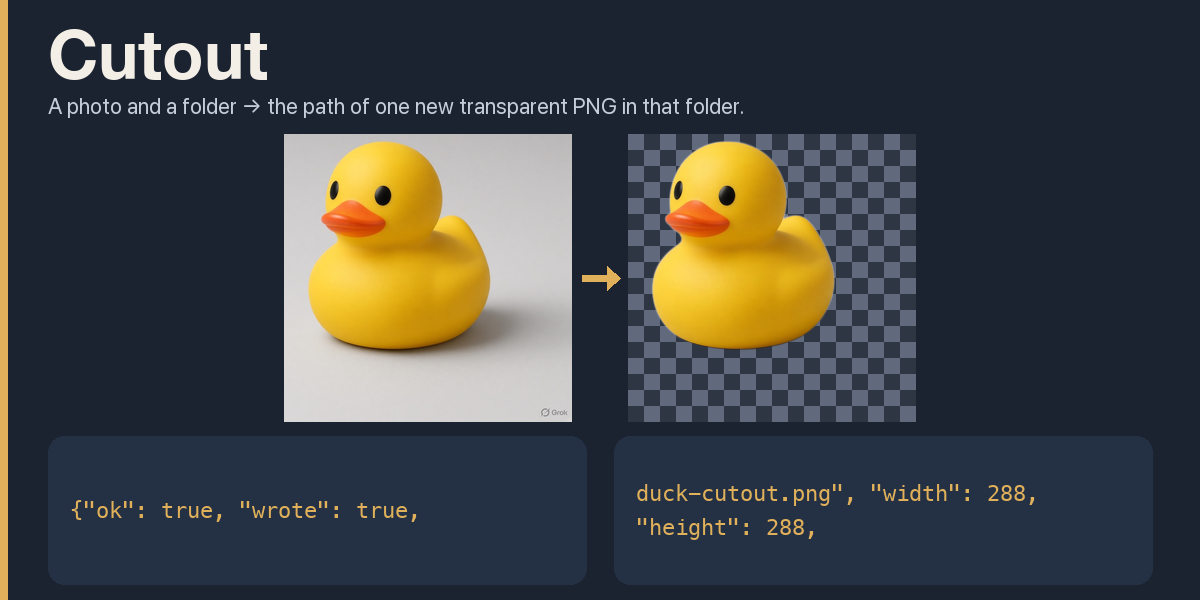 Cutout
A photo and a folder → the path of one new transparent PNG in that folder.
Grok
{"ok": true, "wrote": true,
duck-cutout.png", "width": 288,
"height": 288,